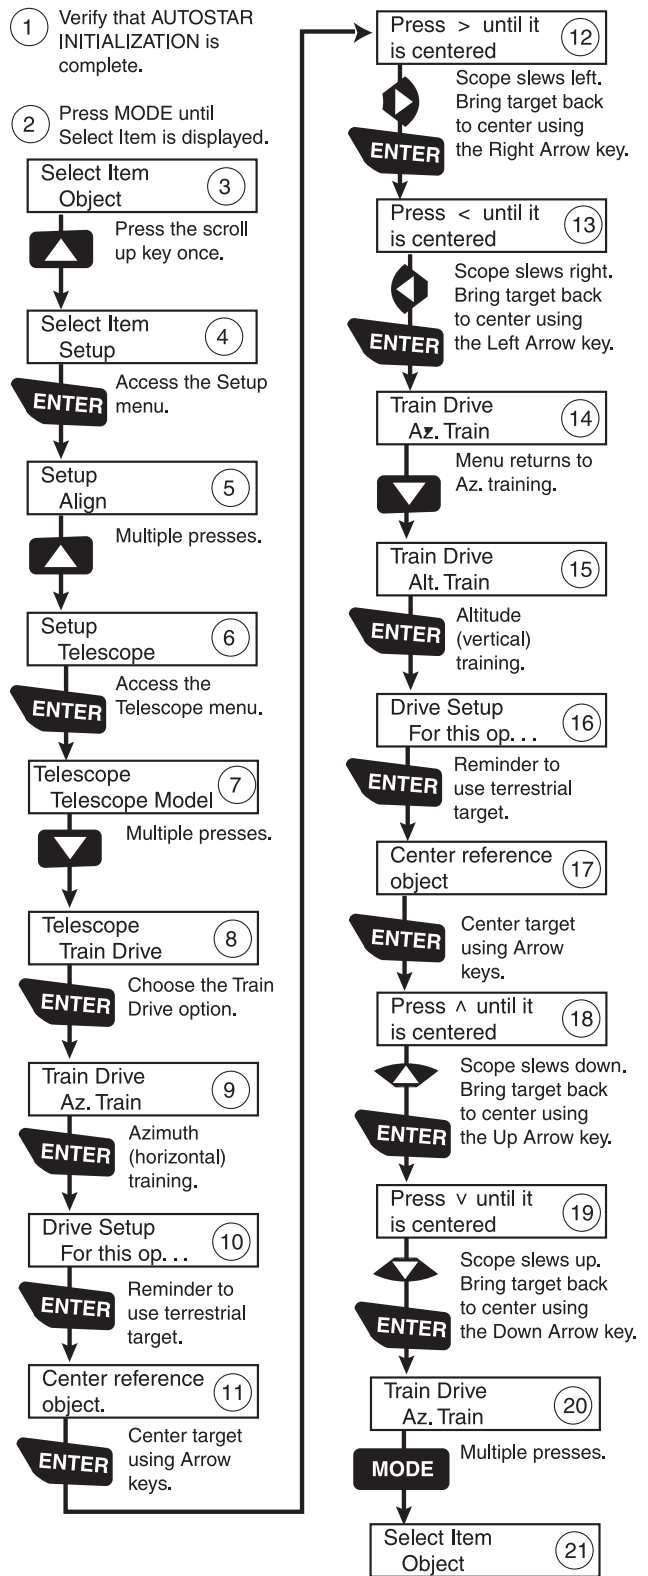 1 Verify that AUTOSTAR
INITIALIZATION is
complete.
2 Press MODE until
Select Item is displayed.
Select Item
Object
3
Press the scroll
up key once.
Select Item
Setup
4
ENTER
Access the Setup
menu.
Setup
Align
5
Multiple presses.
Setup
Telescope
6
ENTER
Access the
Telescope menu.
Telescope
Telescope Model
7
Multiple presses.
Telescope
Train Drive
8
ENTER
Choose the Train
Drive option.
Train Drive
Az. Train
9
ENTER
Azimuth
(horizontal)
training.
Drive Setup
For this op. . .
10
ENTER
Reminder to
use terrestrial
target.
Center reference
object.
11
ENTER
Center target
using Arrow
keys.
Press > until it
is centered
12
ENTER
Scope slews left.
Bring target back
to center using
the Right Arrow key.
Press < until it
is centered
13
ENTER
Scope slews right.
Bring target back
to center using
the Left Arrow key.
Train Drive
Az. Train
14
Menu returns to
Az. training.
Train Drive
Alt. Train
15
ENTER
Altitude
(vertical)
training.
Drive Setup
For this op. . .
16
ENTER
Reminder to
use terrestrial
target.
Center reference
object
17
ENTER
Center target
using Arrow
keys.
Press ^ until it
is centered
18
ENTER
Scope slews down.
Bring target back
to center using
the Up Arrow key.
Press v until it
is centered
19
ENTER
Scope slews up.
Bring target back
to center using
the Down Arrow key.
Train Drive
Az. Train
20
MODE
Multiple presses.
Select Item
Object
21